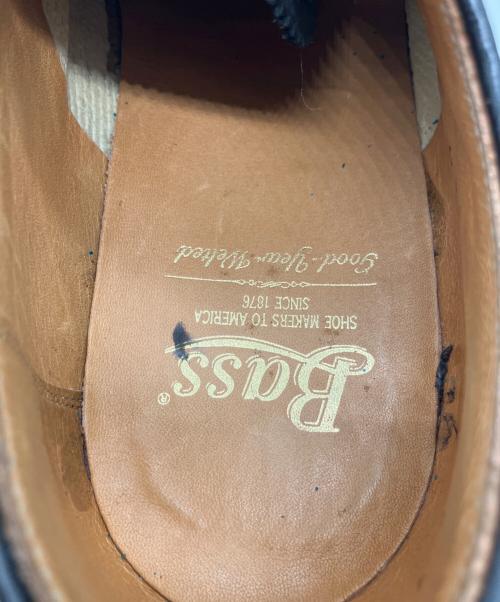 Bass®
SHOE MAKERS TO AMERICA
SINCE 1876
Good-Year Welted